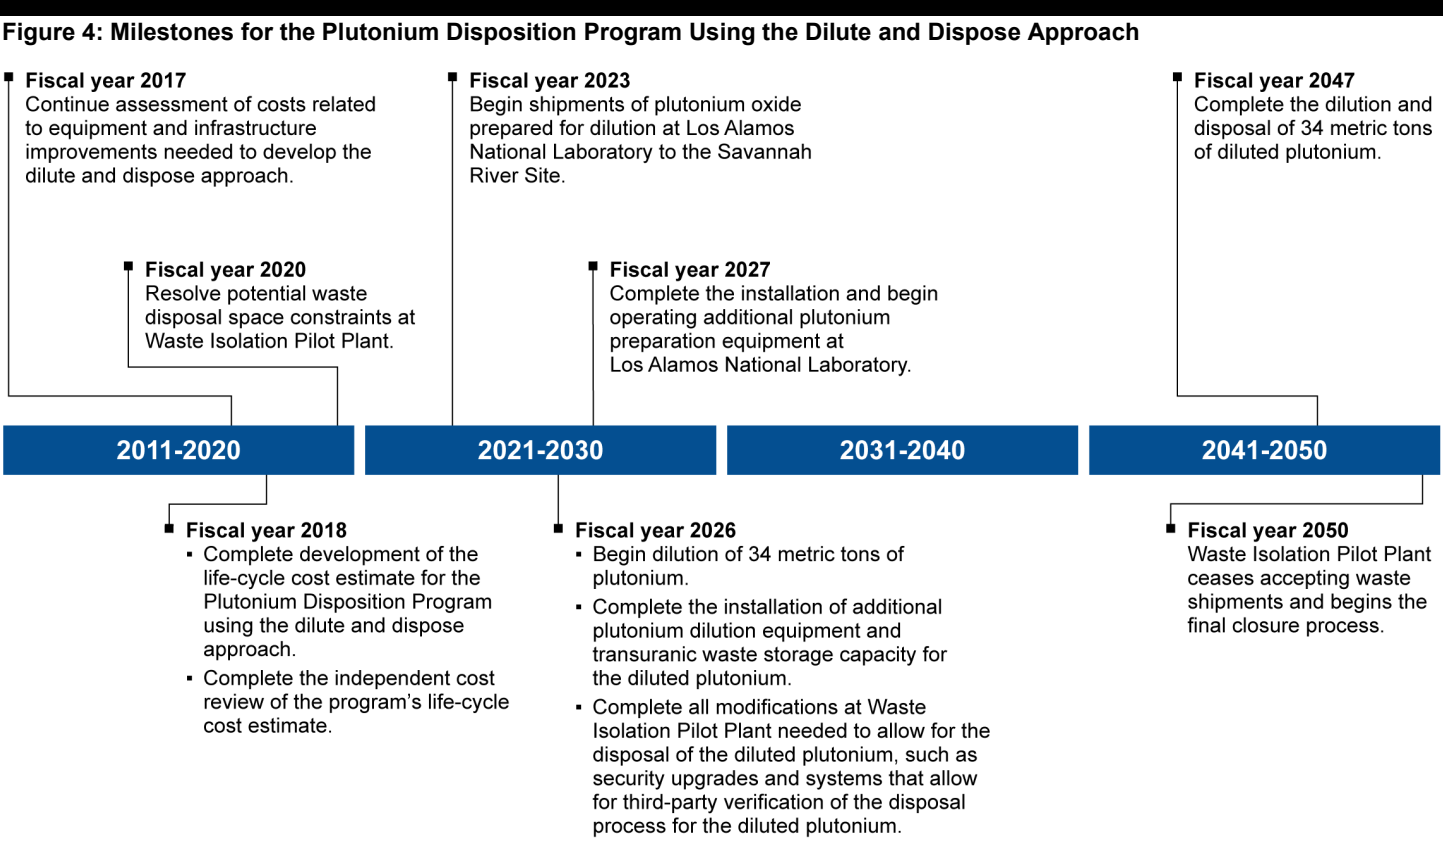 Figure 4: Milestones for the Plutonium Disposition Program Using the Dilute and Dispose Approach
Fiscal year 2017
Continue assessment of costs related
to equipment and infrastructure
improvements needed to develop the
dilute and dispose approach.
Fiscal year 2023
Begin shipments of plutonium oxide
prepared for dilution at Los Alamos
National Laboratory to the Savannah
River Site.
Fiscal year 2047
Complete the dilution and
disposal of 34 metric tons
of diluted plutonium.
Fiscal year 2020
Resolve potential waste
disposal space constraints at
Waste Isolation Pilot Plant.
Fiscal year 2027
Complete the installation and begin
operating additional plutonium
preparation equipment at
Los Alamos National Laboratory.
2011-2020
2021-2030
2031-2040
2041-2050
Fiscal year 2018
▪ Complete development of the
life-cycle cost estimate for the
Plutonium Disposition Program
using the dilute and dispose
approach.
▪ Complete the independent cost
review of the program’s life-cycle
cost estimate.
Fiscal year 2026
▪ Begin dilution of 34 metric tons of
plutonium.
▪ Complete the installation of additional
plutonium dilution equipment and
transuranic waste storage capacity for
the diluted plutonium.
▪ Complete all modifications at Waste
Isolation Pilot Plant needed to allow for the
disposal of the diluted plutonium, such as
security upgrades and systems that allow
for third-party verification of the disposal
process for the diluted plutonium.
Fiscal year 2050
Waste Isolation Pilot Plant
ceases accepting waste
shipments and begins the
final closure process.